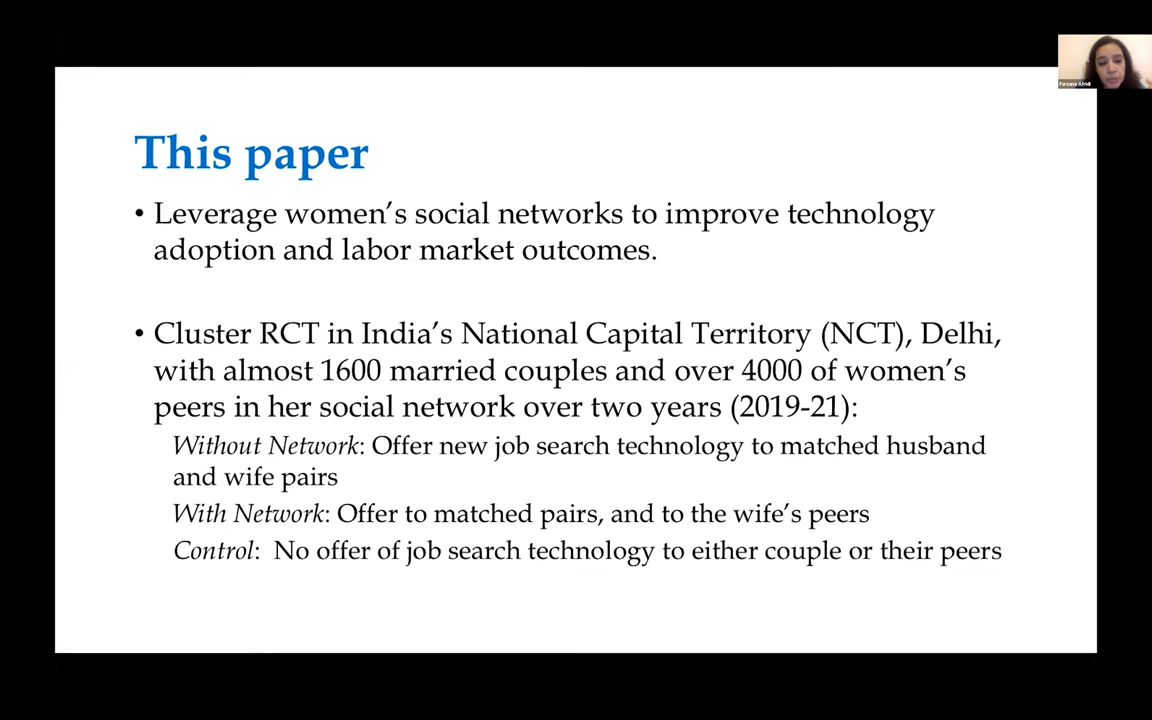 Farzana Afridi
This paper
• Leverage women's social networks to improve technology
adoption and labor market outcomes.
• Cluster RCT in India's National Capital Territory (NCT), Delhi,
with almost 1600 married couples and over 4000 of women's
peers in her social network over two years (2019-21):
Without Network: Offer new job search technology to matched husband
and wife pairs
With Network: Offer to matched pairs, and to the wife's peers
Control: No offer of job search technology to either couple or their peers